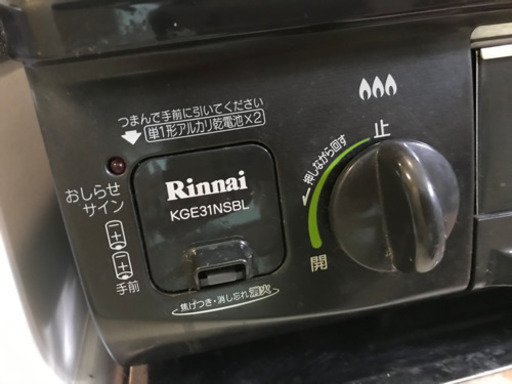 つまんで手前に引いてください
単1形アルカリ乾電池×2
おしらせ
サイン
手前
Rinnai
KGE31NSBL
焦げつき・消し忘れ消火
止
押しながら回す
開